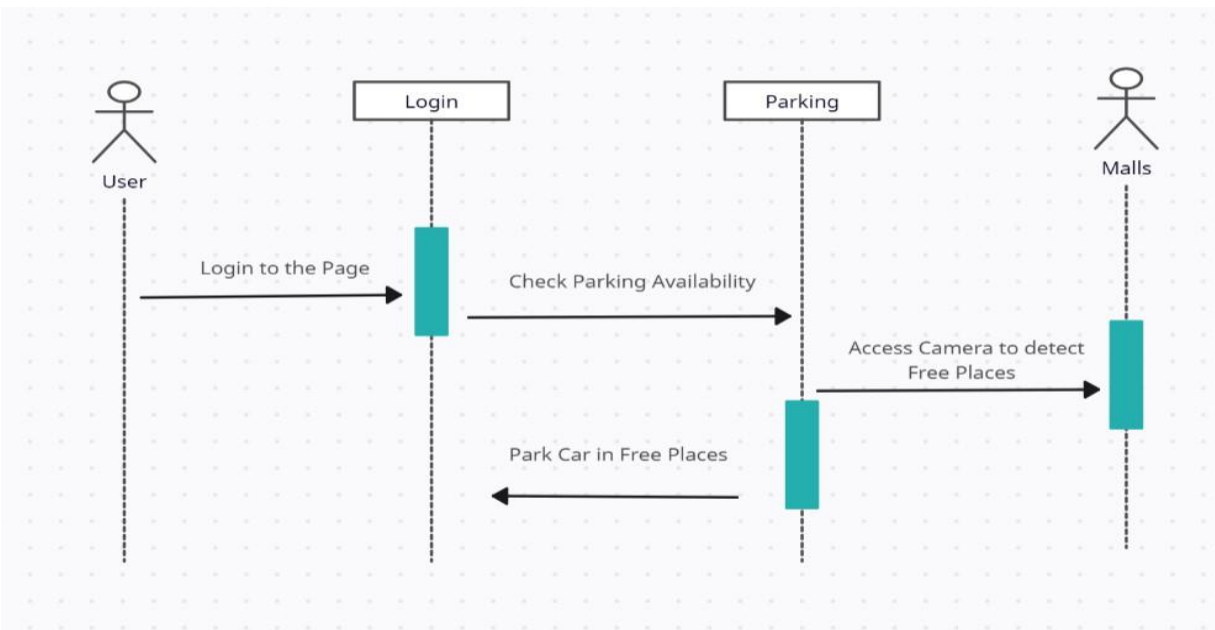 Login
Parking
User
Malls
Login to the Page
Check Parking Availability
Access Camera to detect
Free Places
Park Car in Free Places